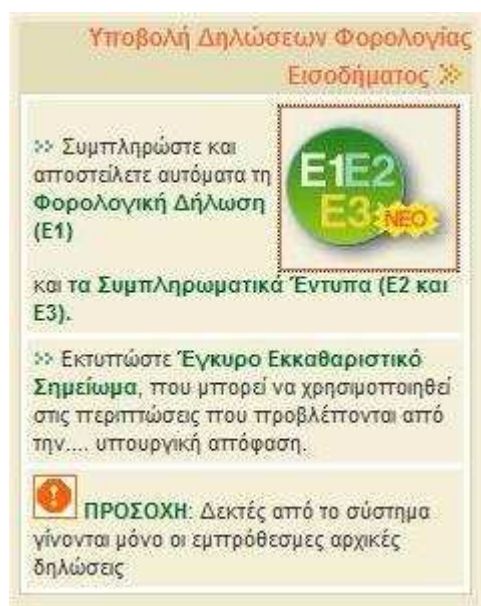 Υποβολή Δηλώσεων Φορολογίας
Εισοδήματος »
» Συμπληρώστε και
αποστείλετε αυτόματα τη
Φορολογική Δήλωση
(Ε1)
E1E2
E3
ΝΕΟ
και τα Συμπληρωματικά Έντυπα (Ε2 και
Ε3).
» Εκτυπώστε Έγκυρο Εκκαθαριστικό
Σημείωμα, που μπορεί να χρησιμοποιηθεί
στις περιπτώσεις που προβλέπονται από
την.... υπουργική απόφαση.
ΠΡΟΣΟΧΗ: Δεκτές από το σύστημα
γίνονται μόνο οι εμπρόθεσμες αρχικές
δηλώσεις